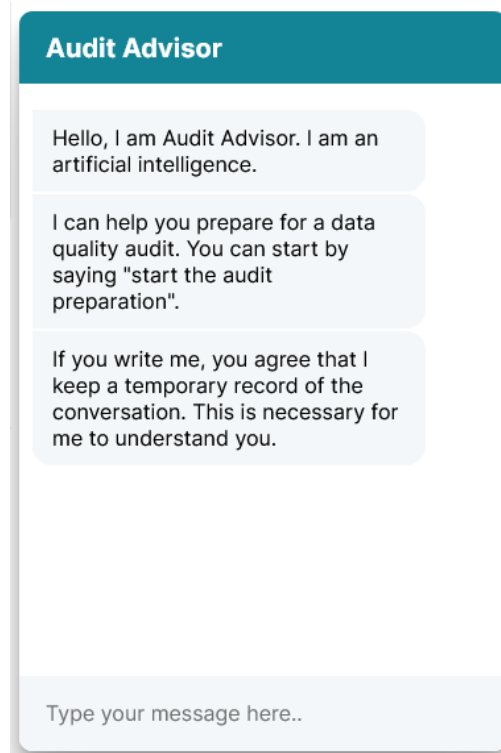 Audit Advisor
Hello, I am Audit Advisor. I am an
artificial intelligence.
I can help you prepare for a data
quality audit. You can start by
saying "start the audit
preparation".
If you write me, you agree that I
keep a temporary record of the
conversation. This is necessary for
me to understand you.
Type your message here..